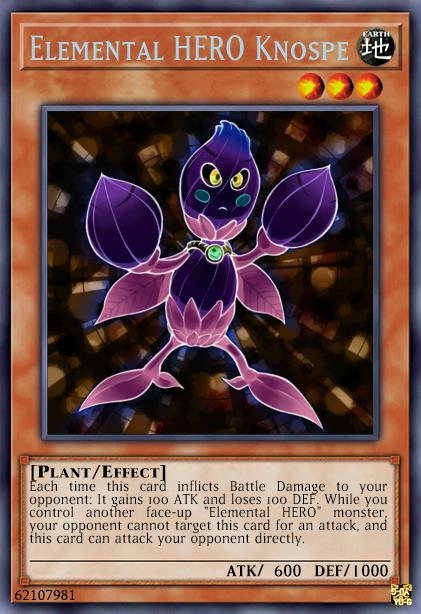 ELEMENTAL HERO KNOSPE
EARTH
地
[PLANT/EFFECT]
Each time this card inflicts Battle Damage to your
opponent: It gains 100 ATK and loses 100 DEF. While you
control another face-up "Elemental HERO" monster,
your opponent cannot target this card for an attack, and
this card can attack your opponent directly.
ATK/ 600 DEF/1000
62107981